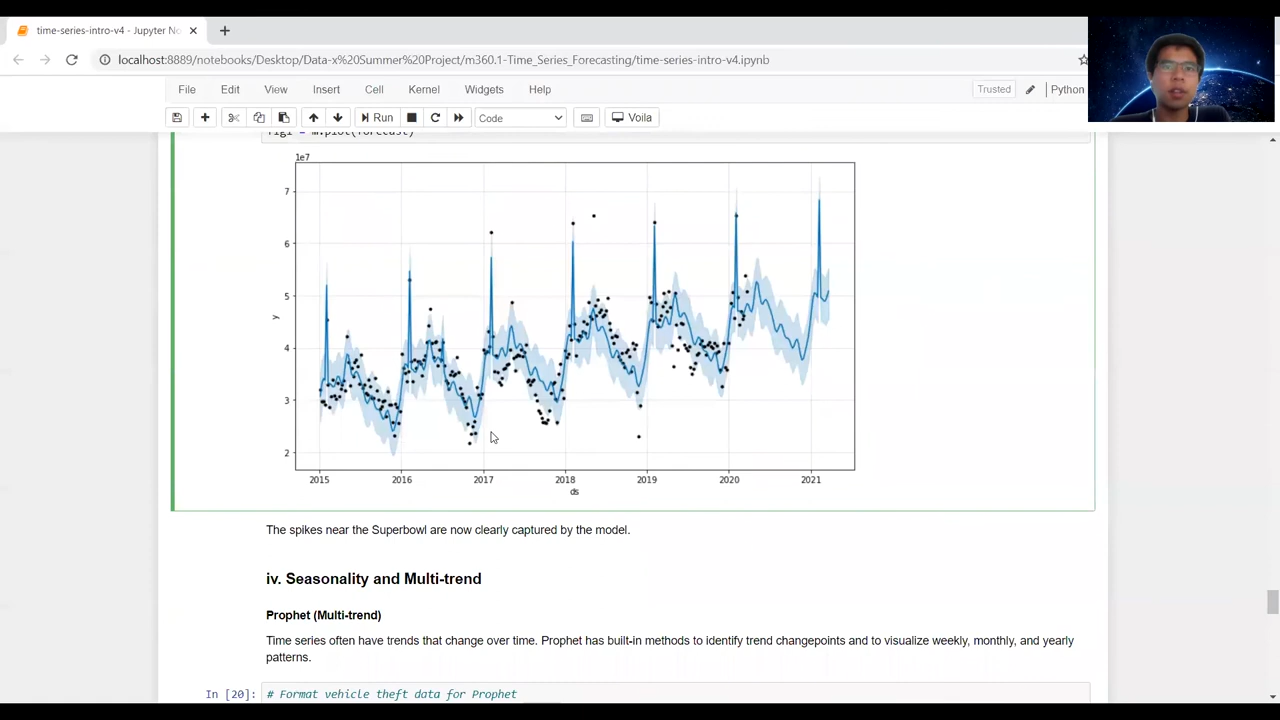 time-series-intro-v4 - Jupyter No
localhost:8889/notebooks/Desktop/Data-x%20Summer%20Project/m360.1-Time_Series_Forecasting/time-series-intro-v4.ipynb
File Edit View Insert Cell Kernel Widgets Help Trusted Python
Run Code Voila
fig1 = m.plot(forecast)
1e7
7
6
5
y
4
3
2
2015 2016 2017 2018 2019 2020 2021
ds
The spikes near the Superbowl are now clearly captured by the model.
iv. Seasonality and Multi-trend
Prophet (Multi-trend)
Time series often have trends that change over time. Prophet has built-in methods to identify trend changepoints and to visualize weekly, monthly, and yearly
patterns.
In [20]: # Format vehicle theft data for Prophet